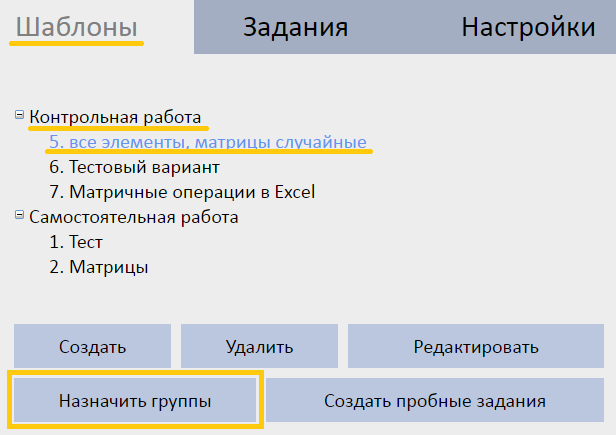 Шаблоны Задания Настройки
Контрольная работа
5. все элементы, матрицы случайные
6. Тестовый вариант
7. Матричные операции в Excel
Самостоятельная работа
1. Тест
2. Матрицы
Создать Удалить Редактировать
Назначить группы Создать пробные задания